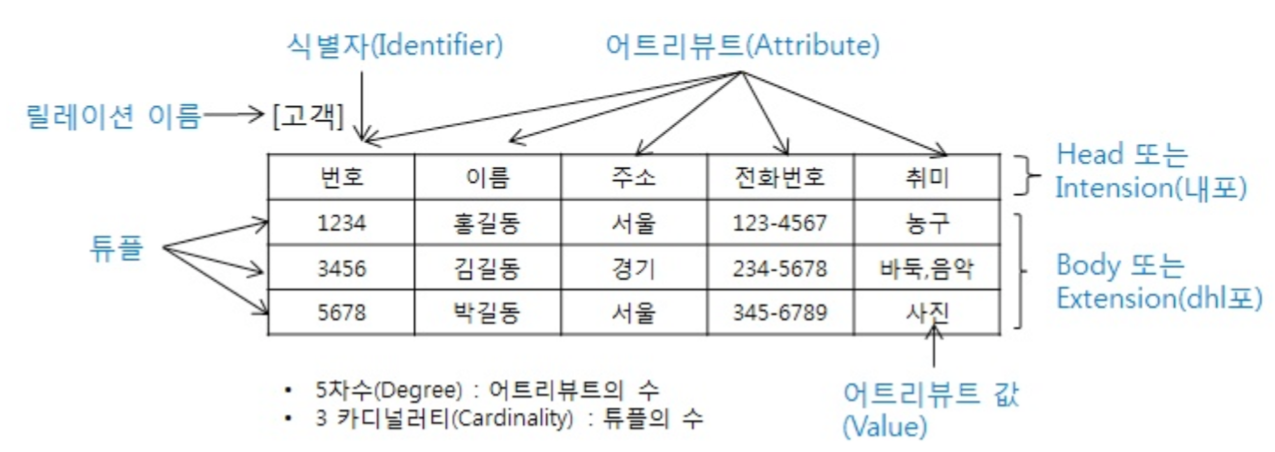 식별자(Identifier)
어트리뷰트(Attribute)
릴레이션 이름
[고객]
번호 이름 주소 전화번호 취미
Head 또는
Intension(내포)
1234 홍길동 서울 123-4567 농구
튜플
3456 김길동 경기 234-5678 바둑,음악
Body 또는
Extension(dhl포)
5678 박길동 서울 345-6789 사진
• 5차수(Degree) : 어트리뷰트의 수
• 3 카디널러티(Cardinality) : 튜플의 수
어트리뷰트 값
(Value)